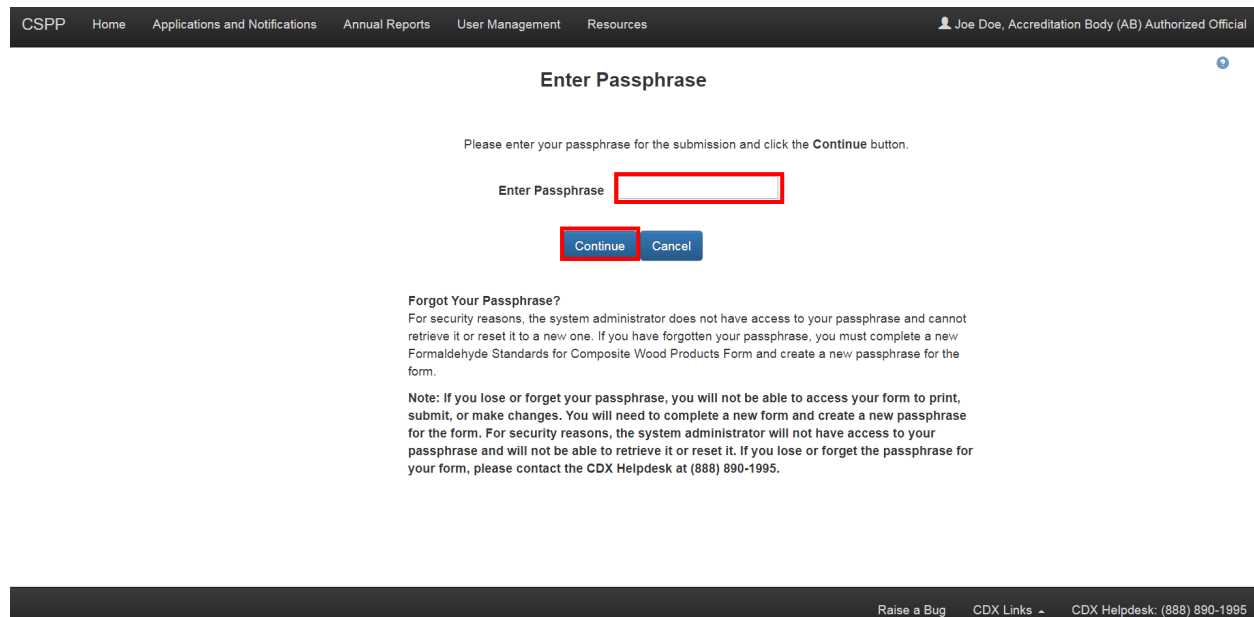 CSPP Home Applications and Notifications Annual Reports User Management Resources Joe Doe, Accreditation Body (AB) Authorized Official
Enter Passphrase
Please enter your passphrase for the submission and click the Continue button.
Enter Passphrase
Continue Cancel
Forgot Your Passphrase?
For security reasons, the system administrator does not have access to your passphrase and cannot
retrieve it or reset it to a new one. If you have forgotten your passphrase, you must complete a new
Formaldehyde Standards for Composite Wood Products Form and create a new passphrase for the
form.
Note: If you lose or forget your passphrase, you will not be able to access your form to print,
submit, or make changes. You will need to complete a new form and create a new passphrase
for the form. For security reasons, the system administrator will not have access to your
passphrase and will not be able to retrieve it or reset it. If you lose or forget the passphrase for
your form, please contact the CDX Helpdesk at (888) 890-1995.
Raise a Bug CDX Links CDX Helpdesk: (888) 890-1995